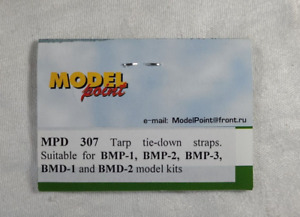 MODEL
point
e-mail: ModelPoint@front.ru
MPD 307 Tarp tie-down straps.
Suitable for BMP-1, BMP-2, BMP-3,
BMD-1 and BMD-2 model kits